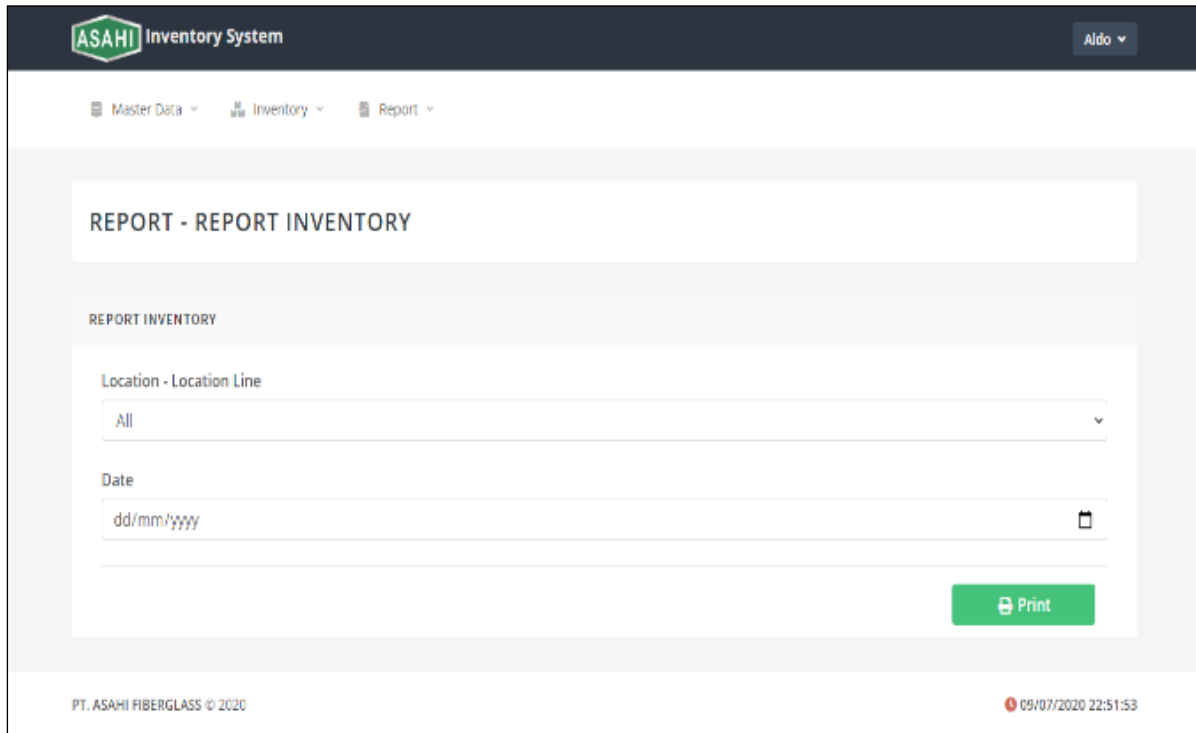 ASAHI Inventory System
Aldo
Master Data Inventory Report
REPORT - REPORT INVENTORY
REPORT INVENTORY
Location - Location Line
All
Date
dd/mm/yyyy
Print
PT. ASAHI FIBERGLASS © 2020 09/07/2020 22:51:53